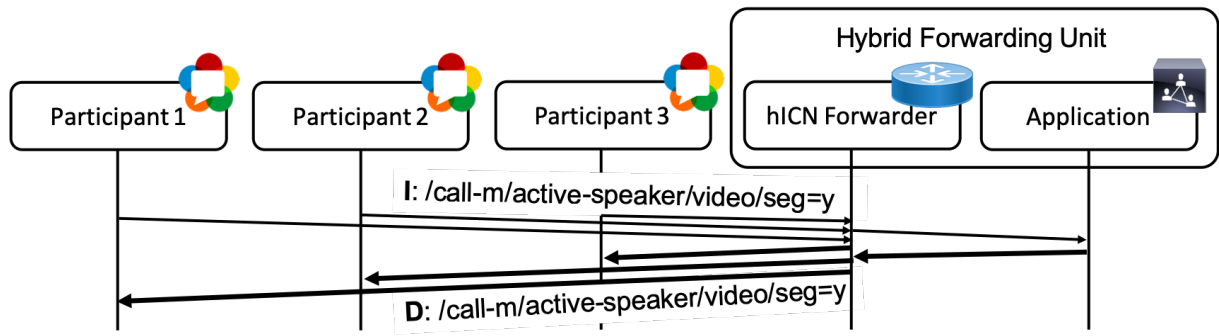 Hybrid Forwarding Unit
Participant 1
Participant 2
Participant 3
hICN Forwarder
Application
I: /call-m/active-speaker/video/seg=y
D: /call-m/active-speaker/video/seg=y